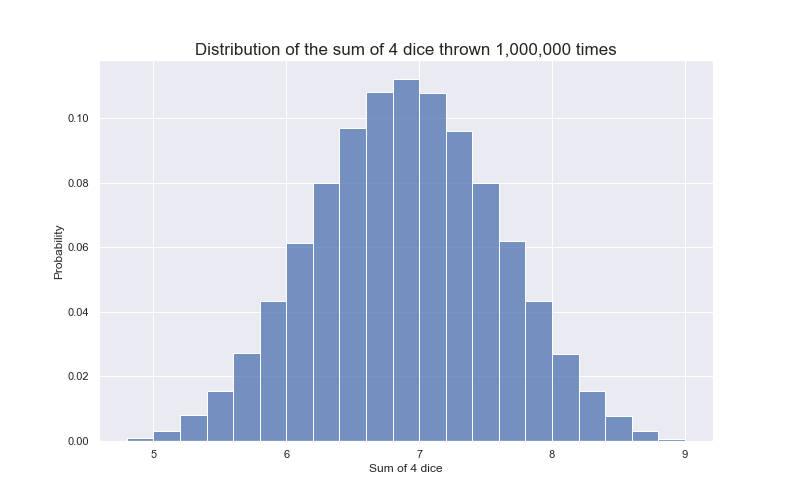 Distribution of the sum of 4 dice thrown 1,000,000 times
0.10
0.08
0.06
0.04
0.02
0.00
Probability
5 6 7 8 9
Sum of 4 dice